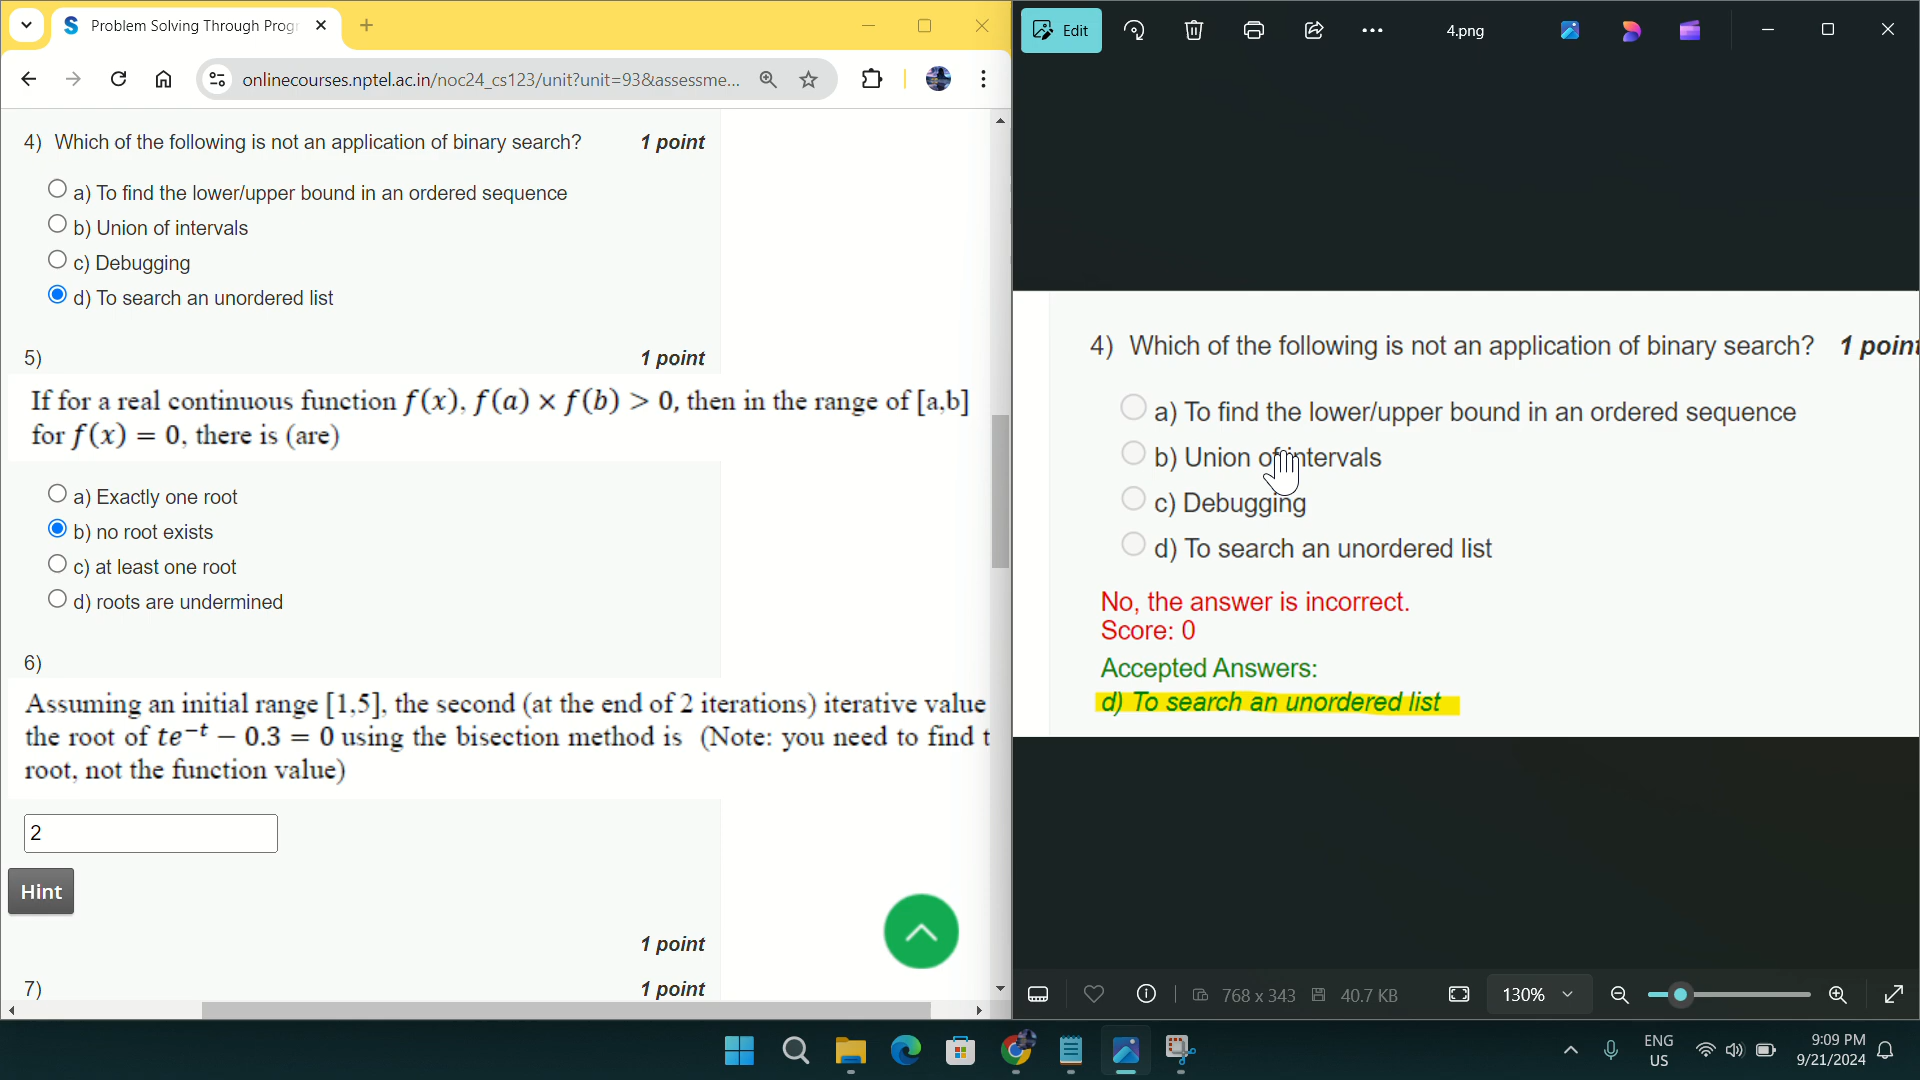 Problem Solving Through Progr
onlinecourses.nptel.ac.in/noc24_cs123/unit?unit=93&assessme...
4) Which of the following is not an application of binary search? 1 point
a) To find the lower/upper bound in an ordered sequence
b) Union of intervals
c) Debugging
d) To search an unordered list
5) 1 point
If for a real continuous function f(x), f(a) × f(b) > 0, then in the range of [a,b]
for f(x) = 0, there is (are)
a) Exactly one root
b) no root exists
c) at least one root
d) roots are undermined
6)
Assuming an initial range [1,5], the second (at the end of 2 iterations) iterative value
the root of te^{-t} − 0.3 = 0 using the bisection method is (Note: you need to find t
root, not the function value)
2
Hint
1 point
7) 1 point
Edit
4.png
4) Which of the following is not an application of binary search? 1 point
a) To find the lower/upper bound in an ordered sequence
b) Union of intervals
c) Debugging
d) To search an unordered list
No, the answer is incorrect.
Score: 0
Accepted Answers:
d) To search an unordered list
768 x 343 40.7 KB 130%
ENG
US
9:09 PM
9/21/2024